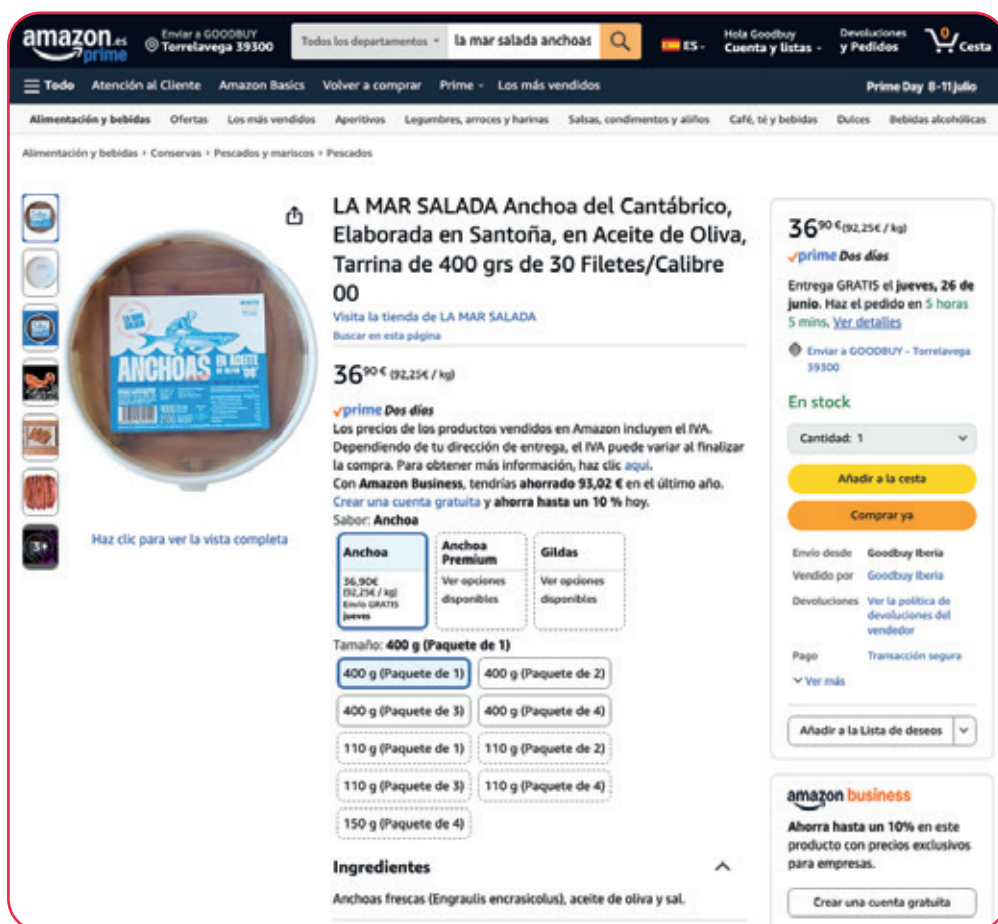 amazon.es
prime
Enviar a GOODBUY
Torrelavega 39300
Todos los departamentos
la mar salada anchoas
ES
Hola Goodbuy
Cuenta y listas
Devoluciones
y Pedidos
0
Cesta
Todo Atención al Cliente Amazon Basics Volver a comprar Prime Los más vendidos
Prime Day 8-11 julio
Alimentación y bebidas Ofertas Los más vendidos Aperitivos Legumbres, arroces y harinas Salsas, condimentos y aliños Café, té y bebidas Dulces Bebidas alcohólicas
Alimentación y bebidas › Conservas › Pescados y mariscos › Pescados
LA MAR SALADA
ANCHOAS EN ACEITE
DE OLIVA "00"
3+
Haz clic para ver la vista completa
LA MAR SALADA Anchoa del Cantábrico,
Elaborada en Santoña, en Aceite de Oliva,
Tarrina de 400 grs de 30 Filetes/Calibre
00
Visita la tienda de LA MAR SALADA
Buscar en esta página
36⁹⁰ € (92,25€ / kg)
prime Dos días
Los precios de los productos vendidos en Amazon incluyen el IVA.
Dependiendo de tu dirección de entrega, el IVA puede variar al finalizar
la compra. Para obtener más información, haz clic aquí.
Con Amazon Business, tendrías ahorrado 93,02 € en el último año.
Crear una cuenta gratuita y ahorra hasta un 10 % hoy.
Sabor: Anchoa
Anchoa
36,90€
(92,25€ / kg)
Envío GRATIS
jueves
Anchoa
Premium
Ver opciones
disponibles
Gildas
Ver opciones
disponibles
Tamaño: 400 g (Paquete de 1)
400 g (Paquete de 1) 400 g (Paquete de 2)
400 g (Paquete de 3) 400 g (Paquete de 4)
110 g (Paquete de 1) 110 g (Paquete de 2)
110 g (Paquete de 3) 110 g (Paquete de 4)
150 g (Paquete de 4)
Ingredientes
Anchoas frescas (Engraulis encrasicolus), aceite de oliva y sal.
36⁹⁰ € (92,25€ / kg)
prime Dos días
Entrega GRATIS el jueves, 26 de
junio. Haz el pedido en 5 horas
5 mins. Ver detalles
Enviar a GOODBUY - Torrelavega
39300
En stock
Cantidad: 1
Añadir a la cesta
Comprar ya
Envío desde Goodbuy Iberia
Vendido por Goodbuy Iberia
Devoluciones Ver la política de
devoluciones del
vendedor
Pago Transacción segura
Ver más
Añadir a la Lista de deseos
amazon business
Ahorra hasta un 10% en este
producto con precios exclusivos
para empresas.
Crear una cuenta gratuita